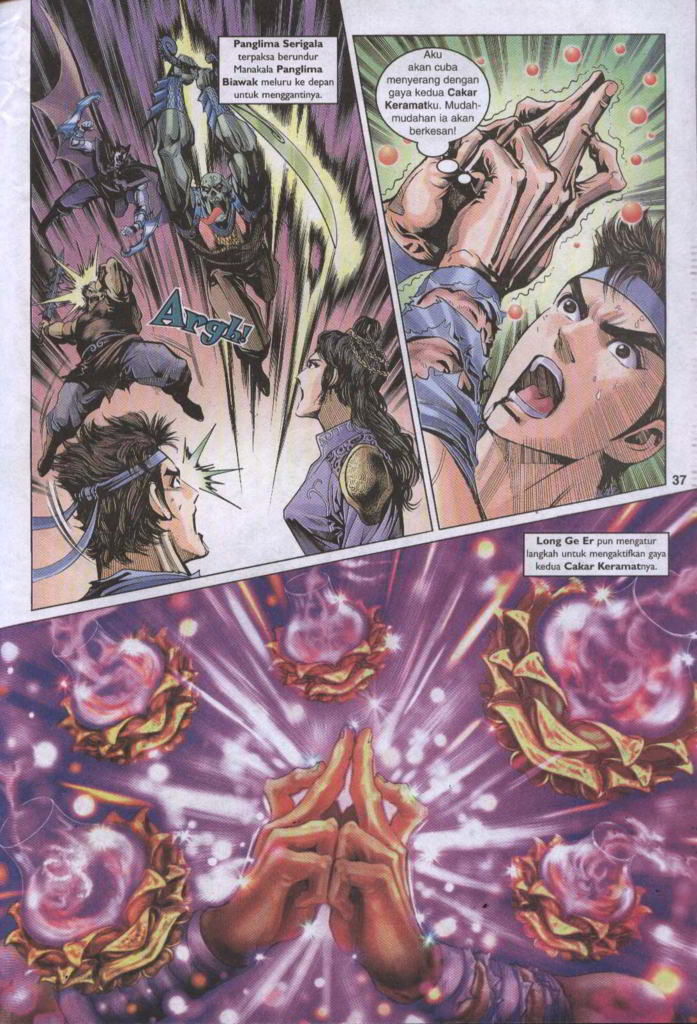 Panglima Serigala
terpaksa berundur
Manakala Panglima
Biawak meluru ke depan
untuk menggantinya.
Aku
akan cuba
menyerang dengan
gaya kedua Cakar
Keramatku. Mudah-
mudahan ia akan
berkesan!
Argh!
37
Long Ge Er pun mengatur
langkah untuk mengaktifkan gaya
kedua Cakar Keramatnya.